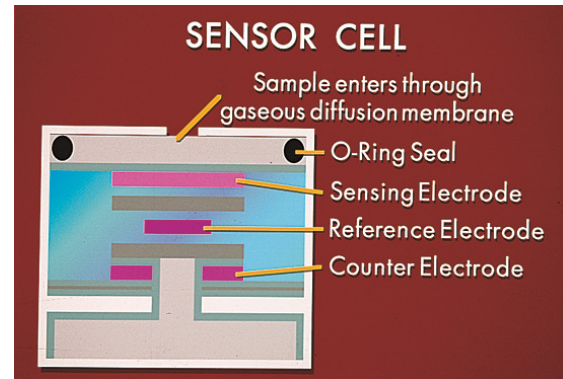 SENSOR CELL
Sample enters through
gaseous diffusion membrane
O-Ring Seal
Sensing Electrode
Reference Electrode
Counter Electrode